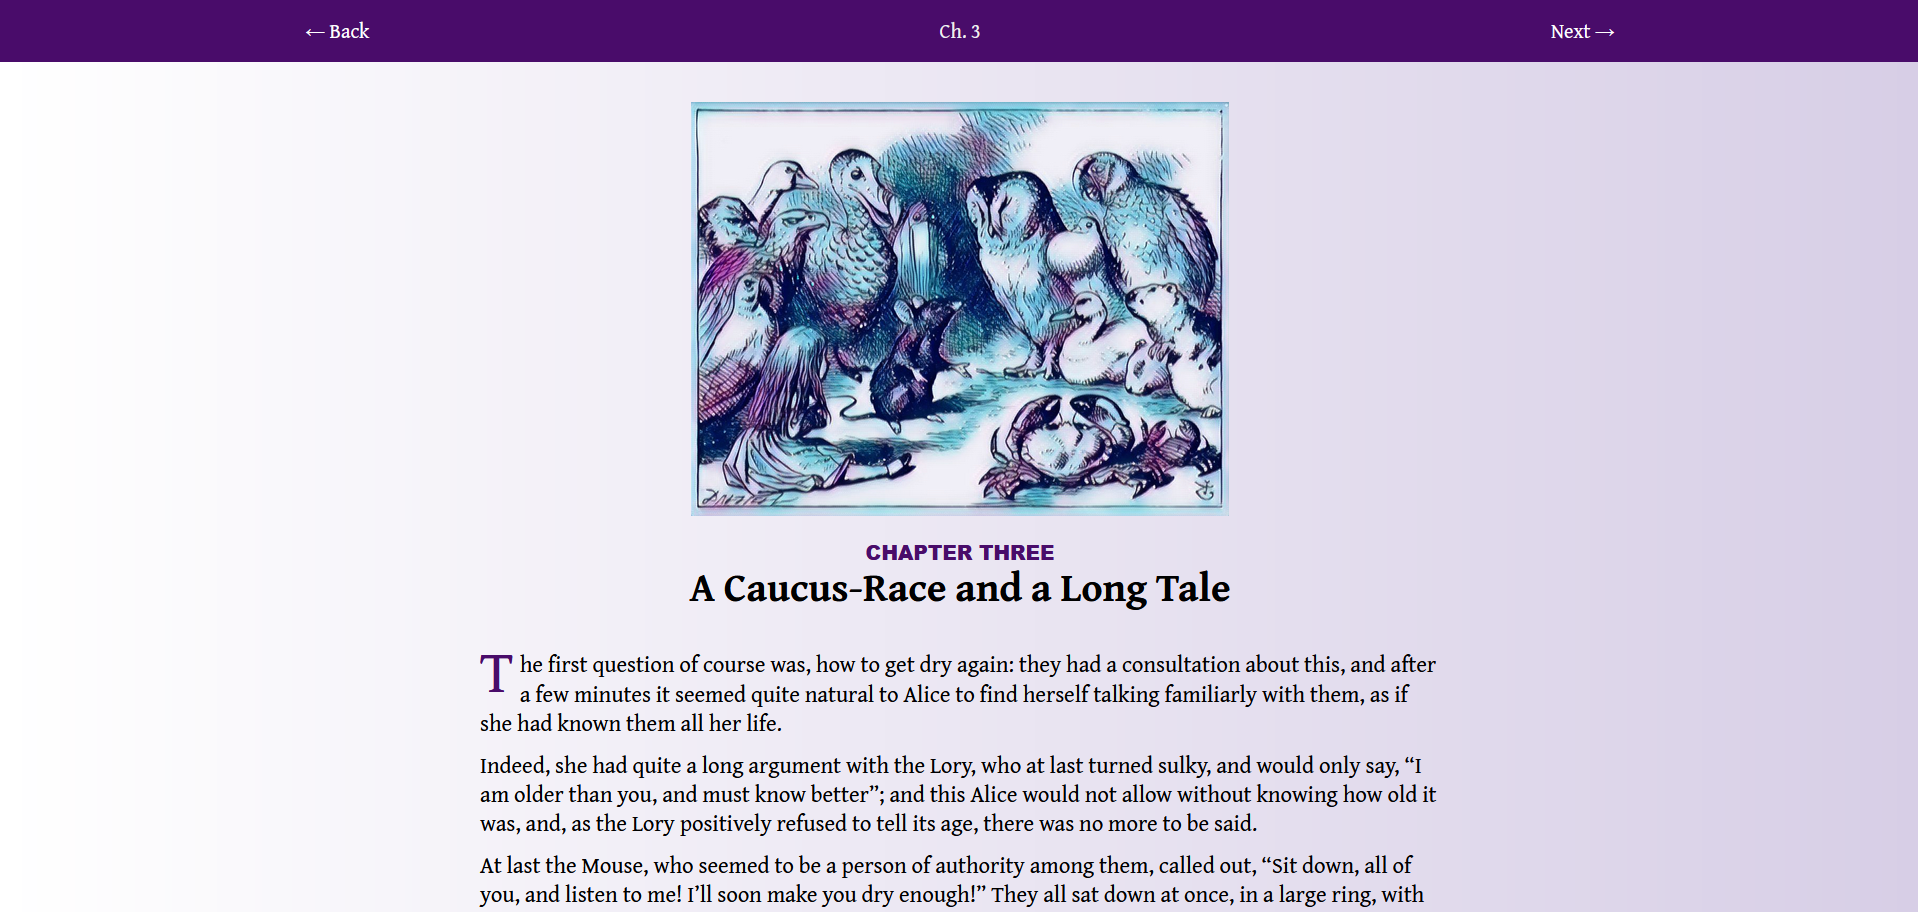 ← Back
Ch. 3
Next →
CHAPTER THREE
A Caucus-Race and a Long Tale
The first question of course was, how to get dry again: they had a consultation about this, and after
a few minutes it seemed quite natural to Alice to find herself talking familiarly with them, as if
she had known them all her life.
Indeed, she had quite a long argument with the Lory, who at last turned sulky, and would only say, “I
am older than you, and must know better”; and this Alice would not allow without knowing how old it
was, and, as the Lory positively refused to tell its age, there was no more to be said.
At last the Mouse, who seemed to be a person of authority among them, called out, “Sit down, all of
you, and listen to me! I’ll soon make you dry enough!” They all sat down at once, in a large ring, with